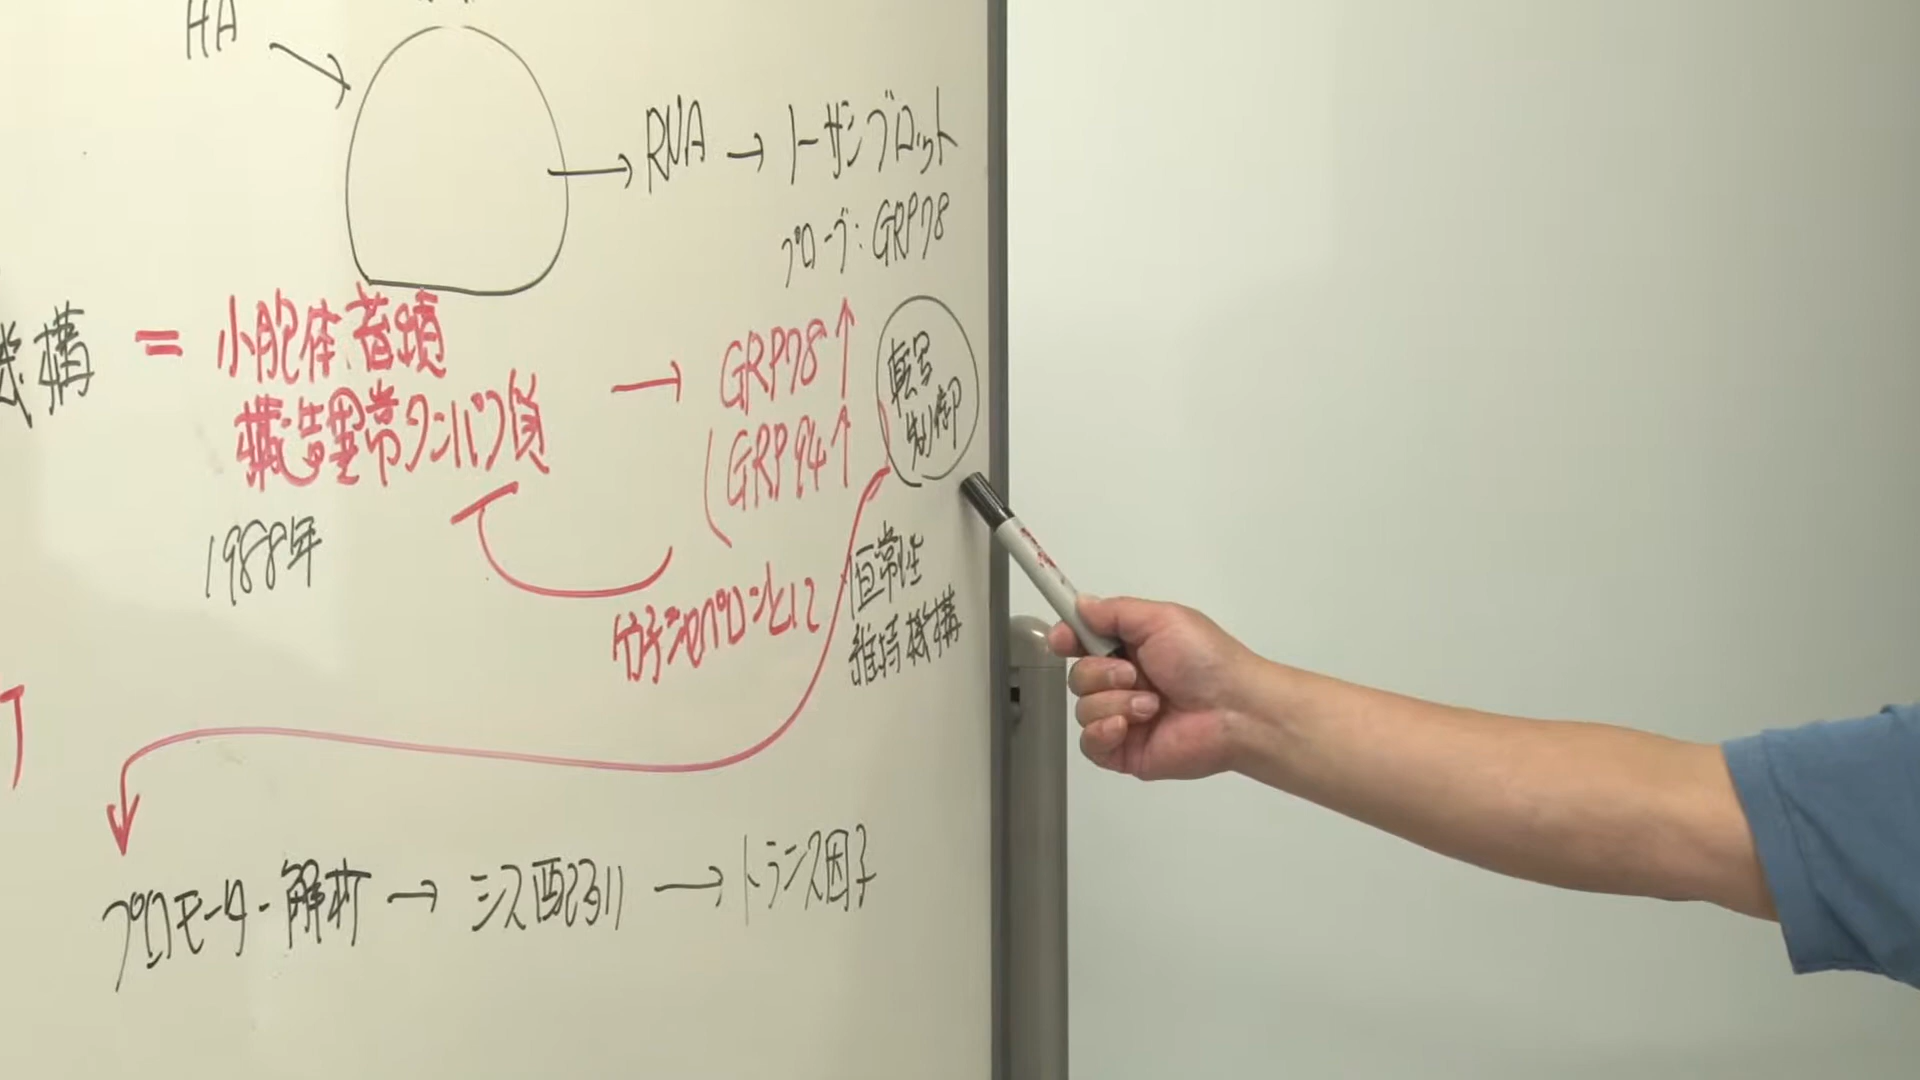 HA
RNA → ノーザンブロット
プローブ: GRP78
機構 = 小胞体蓄積
構造異常タンパク質
→ GRP78↑
GRP94↑
転写
制御
1988年
分子シャペロンとして
恒常性
維持機構
プロモーター解析 → シス配列 → トランス因子